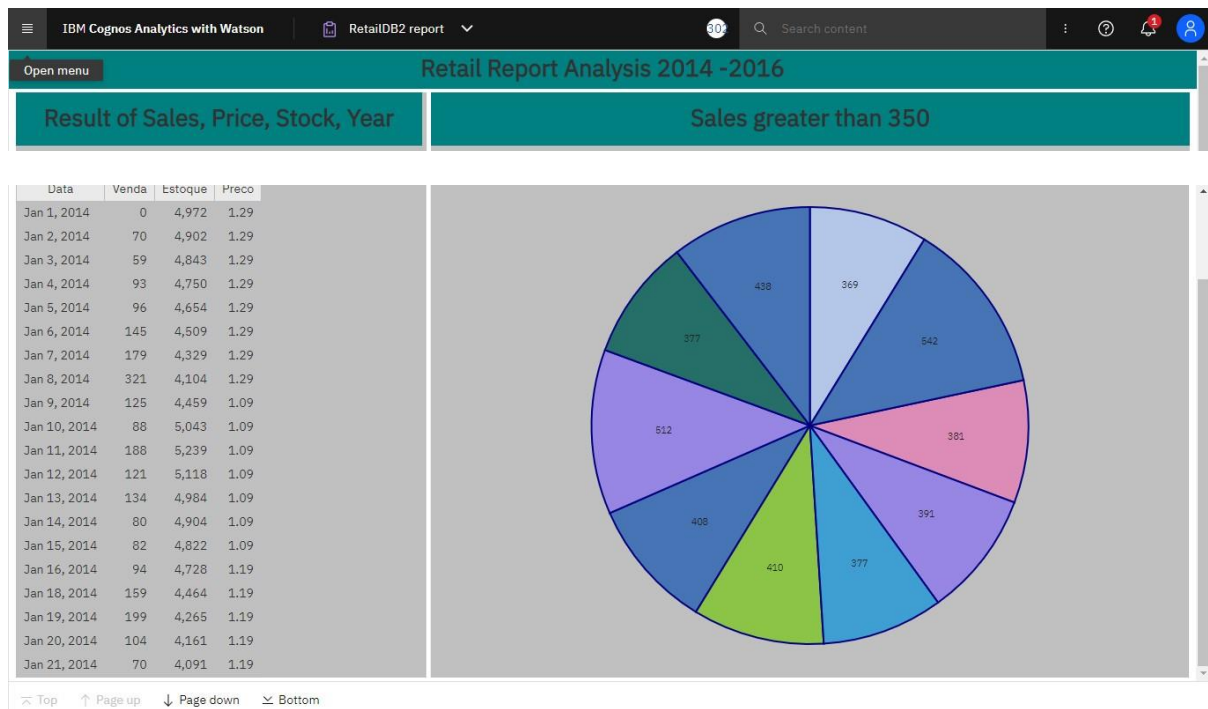 IBM Cognos Analytics with Watson RetailDB2 report 302 Search content 1
Open menu Retail Report Analysis 2014 -2016
Result of Sales, Price, Stock, Year Sales greater than 350
Data Venda Estoque Preco
Jan 1, 2014 0 4,972 1.29
Jan 2, 2014 70 4,902 1.29
Jan 3, 2014 59 4,843 1.29
Jan 4, 2014 93 4,750 1.29
Jan 5, 2014 96 4,654 1.29
Jan 6, 2014 145 4,509 1.29
Jan 7, 2014 179 4,329 1.29
Jan 8, 2014 321 4,104 1.29
Jan 9, 2014 125 4,459 1.09
Jan 10, 2014 88 5,043 1.09
Jan 11, 2014 188 5,239 1.09
Jan 12, 2014 121 5,118 1.09
Jan 13, 2014 134 4,984 1.09
Jan 14, 2014 80 4,904 1.09
Jan 15, 2014 82 4,822 1.09
Jan 16, 2014 94 4,728 1.19
Jan 18, 2014 159 4,464 1.19
Jan 19, 2014 199 4,265 1.19
Jan 20, 2014 104 4,161 1.19
Jan 21, 2014 70 4,091 1.19
438 369
377 542
512 381
408 391
410 377
Top Page up Page down Bottom